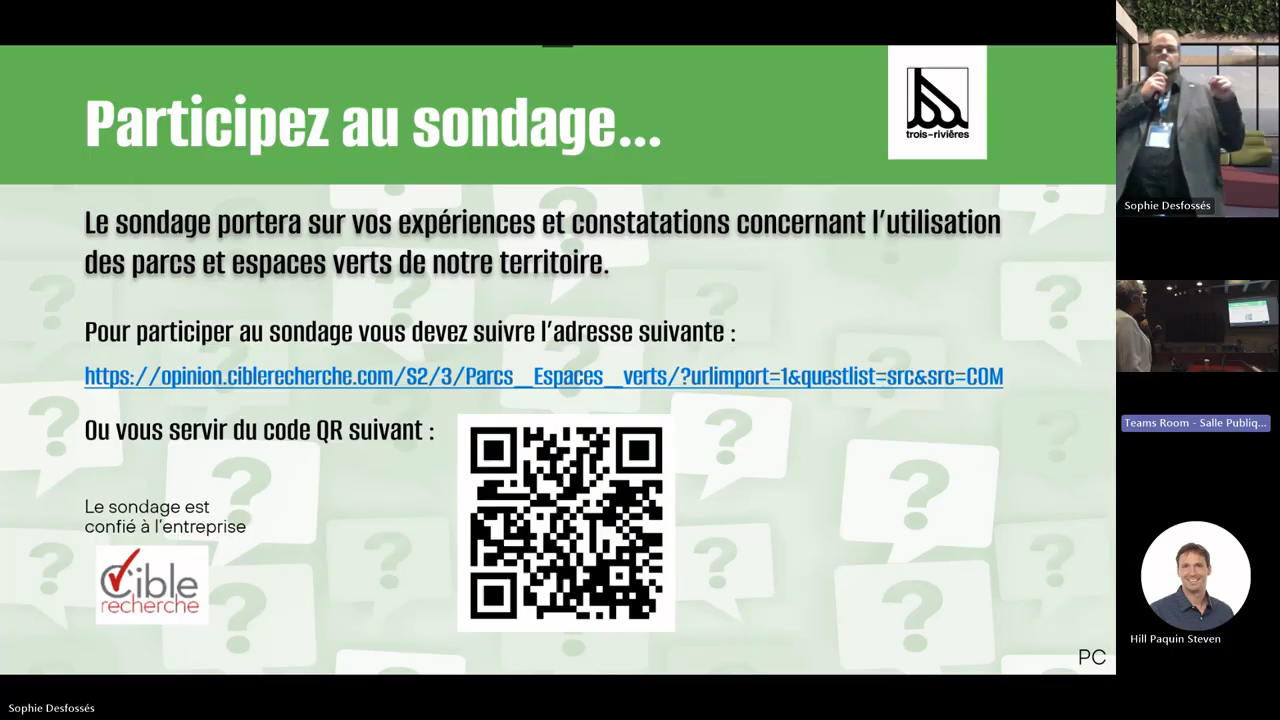 Participez au sondage...
trois-rivières
Le sondage portera sur vos expériences et constatations concernant l'utilisation
des parcs et espaces verts de notre territoire.
Pour participer au sondage vous devez suivre l'adresse suivante :
https://opinion.ciblerecherche.com/S2/3/Parcs__Espaces__verts/?urlimport=1&questlist=src&src=COM
Ou vous servir du code QR suivant :
Le sondage est
confié à l'entreprise
Cible
recherche
PC
Sophie Desfossés
Teams Room - Salle Publiq...
Hill Paquin Steven
Sophie Desfossés